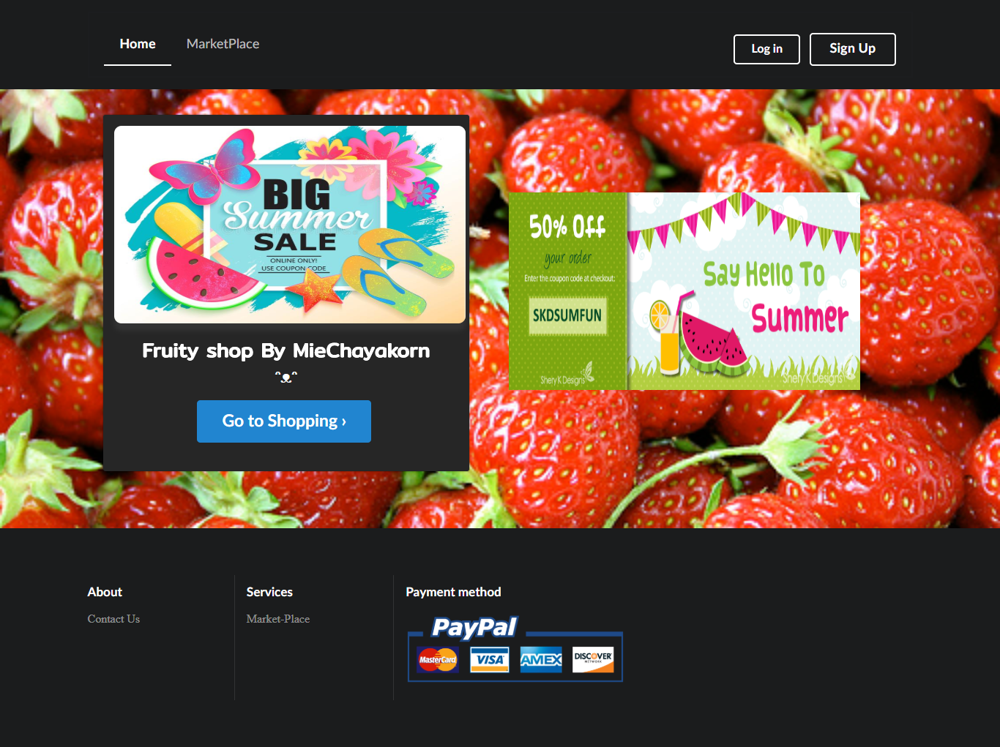 Home
MarketPlace
Log in
Sign Up
BIG
Summer
SALE
ONLINE ONLY!
USE COUPON CODE
Fruity shop By MieChayakorn
ˆᴥˆ
Go to Shopping ›
50% Off
your order
Enter the coupon code at checkout:
SKDSUMFUN
Shery K Designs
Say Hello To
Summer
Shery K Designs
About
Contact Us
Services
Market-Place
Payment method
PayPal
MasterCard
VISA
AMEX
DISCOVER
NETWORK